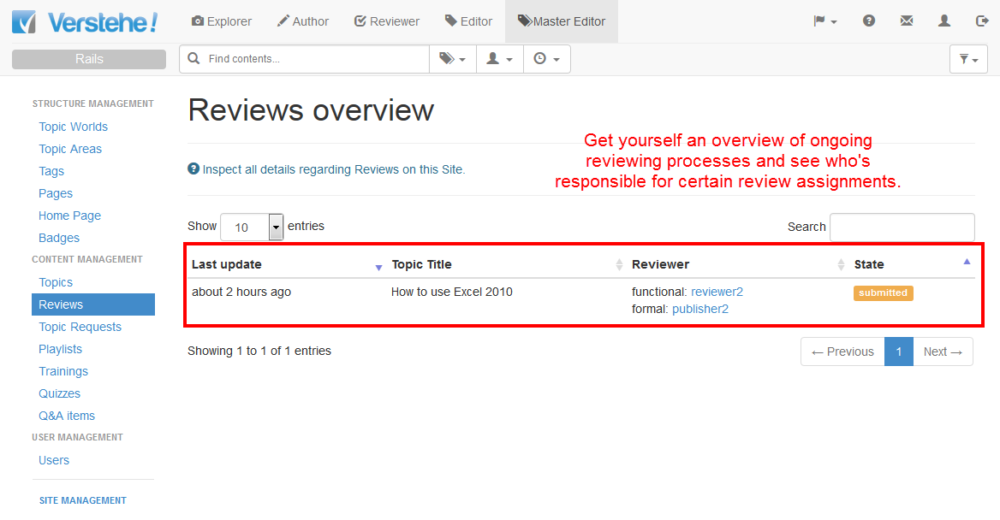 Verstehe! Explorer Author Reviewer Editor Master Editor
Rails Find contents...
STRUCTURE MANAGEMENT
Topic Worlds
Topic Areas
Tags
Pages
Home Page
Badges
CONTENT MANAGEMENT
Topics
Reviews
Topic Requests
Playlists
Trainings
Quizzes
Q&A items
USER MANAGEMENT
Users
SITE MANAGEMENT
Reviews overview
Get yourself an overview of ongoing
reviewing processes and see who's
responsible for certain review assignments.
Inspect all details regarding Reviews on this Site.
Show 10 entries Search
Last update Topic Title Reviewer State
about 2 hours ago How to use Excel 2010 functional: reviewer2 submitted
formal: publisher2
Showing 1 to 1 of 1 entries ← Previous 1 Next →